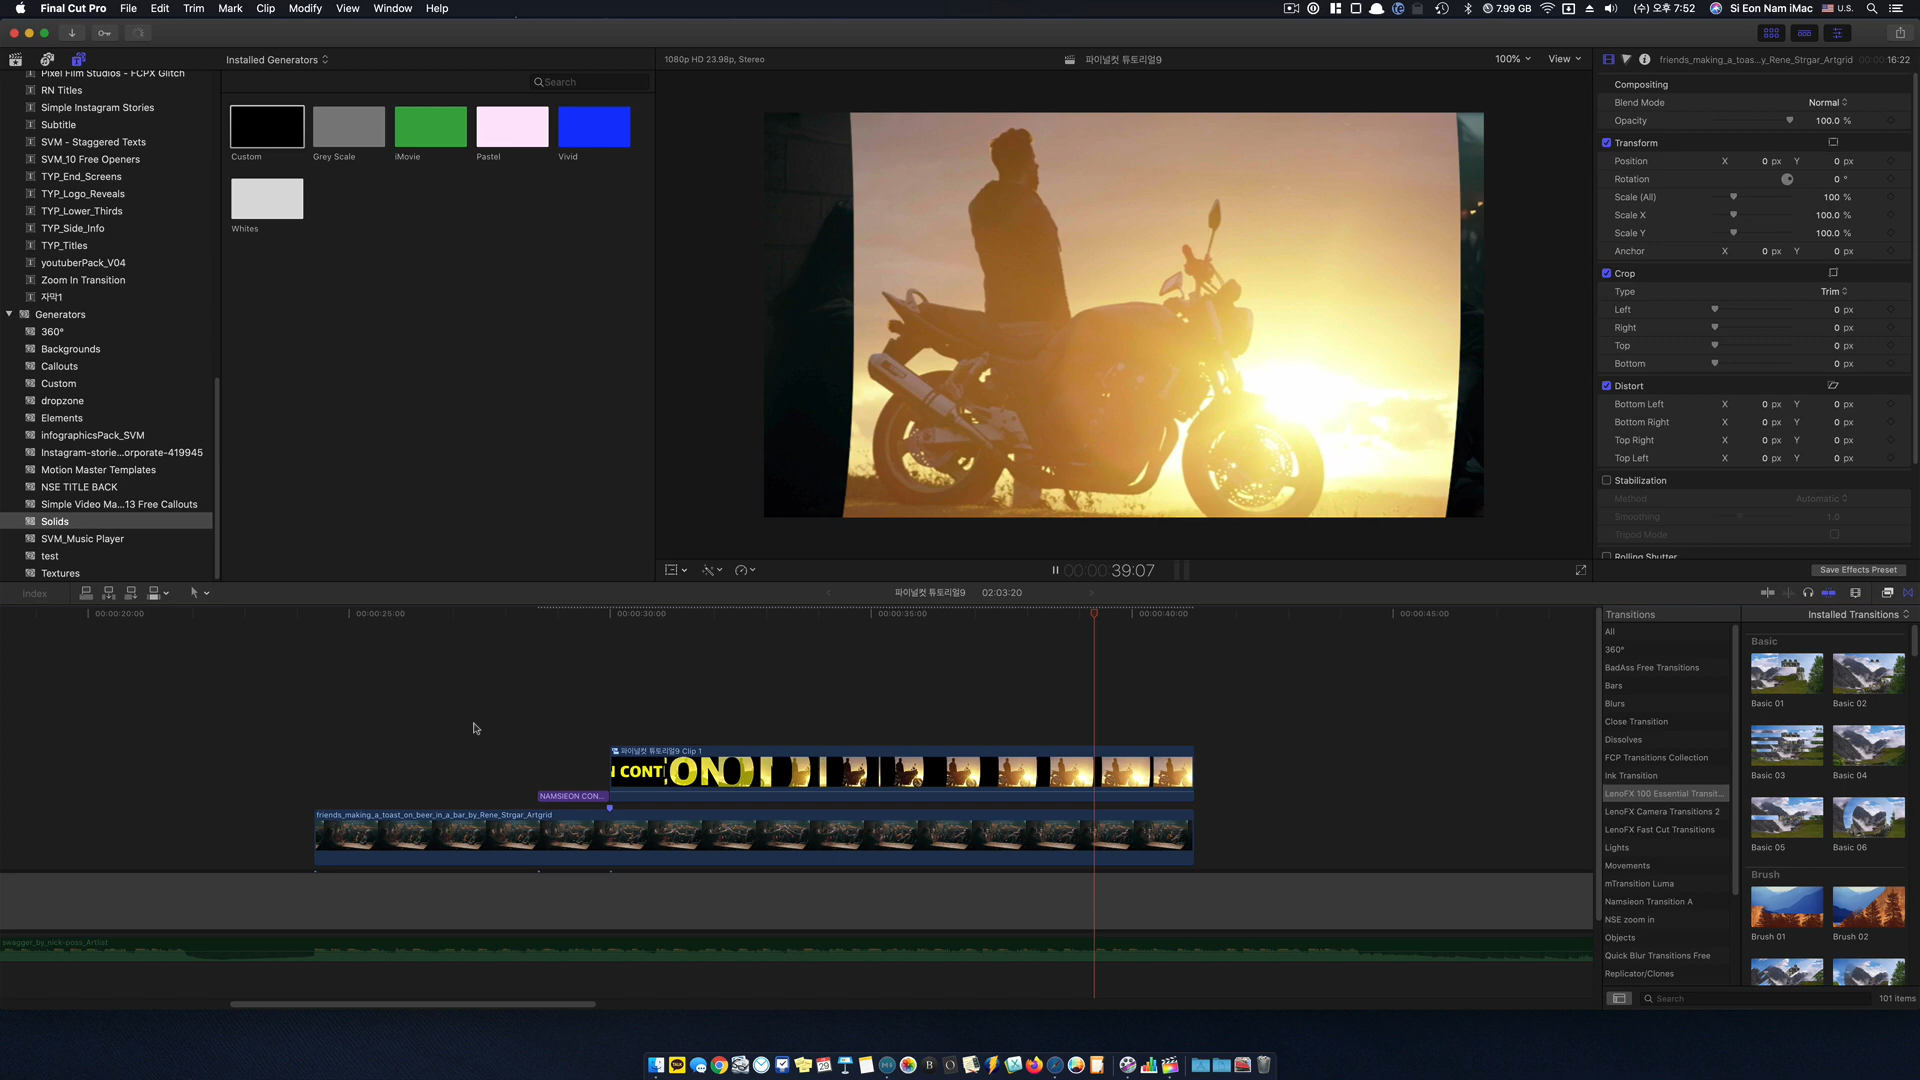 Final Cut Pro File Edit Trim Mark Clip Modify View Window Help
7.99 GB (수) 오후 7:52 Si Eon Nam iMac U.S.
Installed Generators
1080p HD 23.98p, Stereo
파이널컷 튜토리얼9
100% View
friends_making_a_toas...y_Rene_Strgar_Artgrid 00:00:16:22
Search
Pixel Film Studios - FCPX Glitch
RN Titles
Simple Instagram Stories
Subtitle
SVM - Staggered Texts
SVM_10 Free Openers
TYP_End_Screens
TYP_Logo_Reveals
TYP_Lower_Thirds
TYP_Side_Info
TYP_Titles
youtuberPack_V04
Zoom In Transition
자막1
Generators
360°
Backgrounds
Callouts
Custom
dropzone
Elements
infographicsPack_SVM
Instagram-storie...orporate-419945
Motion Master Templates
NSE TITLE BACK
Simple Video Ma...13 Free Callouts
Solids
SVM_Music Player
test
Textures
Custom
Grey Scale
iMovie
Pastel
Vivid
Whites
Compositing
Blend Mode Normal
Opacity 100.0 %
Transform
Position X 0 px Y 0 px
Rotation 0 °
Scale (All) 100 %
Scale X 100.0 %
Scale Y 100.0 %
Anchor X 0 px Y 0 px
Crop
Type Trim
Left 0 px
Right 0 px
Top 0 px
Bottom 0 px
Distort
Bottom Left X 0 px Y 0 px
Bottom Right X 0 px Y 0 px
Top Right X 0 px Y 0 px
Top Left X 0 px Y 0 px
Stabilization
Method Automatic
Smoothing 1.0
Tripod Mode
Rolling Shutter
Save Effects Preset
00:00:39:07
Index
파이널컷 튜토리얼9 02:03:20
00:00:20:00 00:00:25:00 00:00:30:00 00:00:35:00 00:00:40:00 00:00:45:00
파이널컷 튜토리얼9 Clip 1
N CONT
NAMSIEON CON...
friends_making_a_toast_on_beer_in_a_bar_by_Rene_Strgar_Artgrid
swagger_by_nick-poss_Artlist
Transitions
Installed Transitions
All
360°
BadAss Free Transitions
Bars
Blurs
Close Transition
Dissolves
FCP Transitions Collection
Ink Transition
LenoFX 100 Essential Transit...
LenoFX Camera Transitions 2
LenoFX Fast Cut Transitions
Lights
Movements
mTransition Luma
Namsieon Transition A
NSE zoom in
Objects
Quick Blur Transitions Free
Replicator/Clones
Basic
Basic 01
Basic 02
Basic 03
Basic 04
Basic 05
Basic 06
Brush
Brush 01
Brush 02
Search
101 items